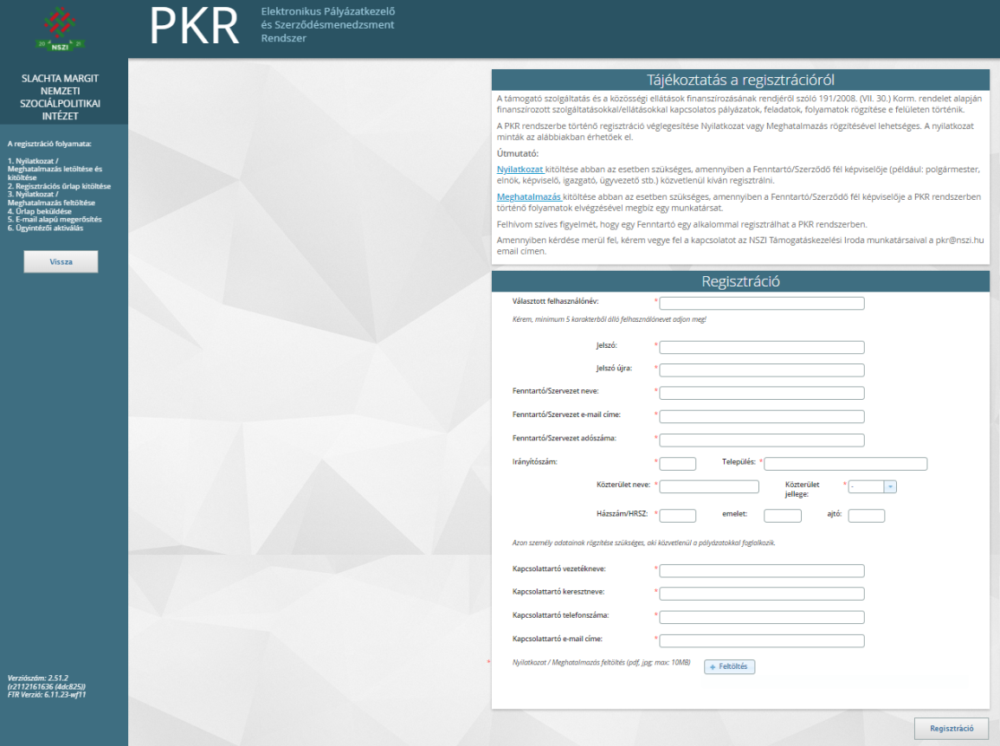 20 NSZI 21
PKR
Elektronikus Pályázatkezelő
és Szerződésmenedzsment
Rendszer
SLACHTA MARGIT
NEMZETI
SZOCIÁLPOLITIKAI
INTÉZET
A regisztráció folyamata:
1. Nyilatkozat /
Meghatalmazás letöltése és
kitöltése
2. Regisztrációs űrlap kitöltése
3. Nyilatkozat /
Meghatalmazás feltöltése
4. Űrlap beküldése
5. E-mail alapú megerősítés
6. Ügyintézői aktiválás
Vissza
Verziószám: 2.51.2
(r2112161636 (4dc825))
FTR Verzió: 6.11.23-wf11
Tájékoztatás a regisztrációról
A támogató szolgáltatás és a közösségi ellátások finanszírozásának rendjéről szóló 191/2008. (VII. 30.) Korm. rendelet alapján
finanszírozott szolgáltatásokkal/ellátásokkal kapcsolatos pályázatok, feladatok, folyamatok rögzítése e felületen történik.
A PKR rendszerbe történő regisztráció véglegesítése Nyilatkozat vagy Meghatalmazás rögzítésével lehetséges. A nyilatkozat
minták az alábbiakban érhetőek el.
Útmutató:
Nyilatkozat kitöltése abban az esetben szükséges, amennyiben a Fenntartó/Szerződő fél képviselője (például: polgármester,
elnök, képviselő, igazgató, ügyvezető stb.) közvetlenül kíván regisztrálni.
Meghatalmazás kitöltése abban az esetben szükséges, amennyiben a Fenntartó/Szerződő fél képviselője a PKR rendszerben
történő folyamatok elvégzésével megbíz egy munkatársat.
Felhívom szíves figyelmét, hogy egy Fenntartó egy alkalommal regisztrálhat a PKR rendszerben.
Amennyiben kérdése merül fel, kérem vegye fel a kapcsolatot az NSZI Támogatáskezelési Iroda munkatársaival a pkr@nszi.hu
email címen.
Regisztráció
Választott felhasználónév: *
Kérem, minimum 5 karakterből álló felhasználónevet adjon meg!
Jelszó: *
Jelszó újra: *
Fenntartó/Szervezet neve: *
Fenntartó/Szervezet e-mail címe: *
Fenntartó/Szervezet adószáma: *
Irányítószám: * Település: *
Közterület neve: * Közterület * -
jellege:
Házszám/HRSZ: * emelet: ajtó:
Azon személy adatainak rögzítése szükséges, aki közvetlenül a pályázatokkal foglalkozik.
Kapcsolattartó vezetékneve: *
Kapcsolattartó keresztneve: *
Kapcsolattartó telefonszáma: *
Kapcsolattartó e-mail címe: *
* Nyilatkozat / Meghatalmazás feltöltés (pdf, jpg; max: 10MB) + Feltöltés
Regisztráció